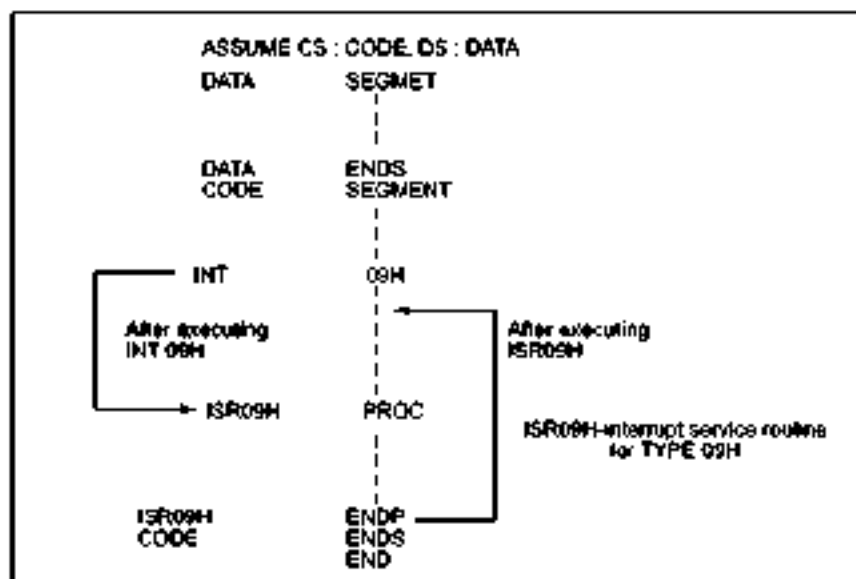 ASSUME CS : CODE, DS : DATA
DATA SEGMET
DATA ENDS
CODE SEGMENT
INT 09H
After executing
INT 09H
After executing
ISR09H
ISR09H PROC
ISR09H-interrupt service routine
for TYPE 09H
ISR09H ENDP
CODE ENDS
END